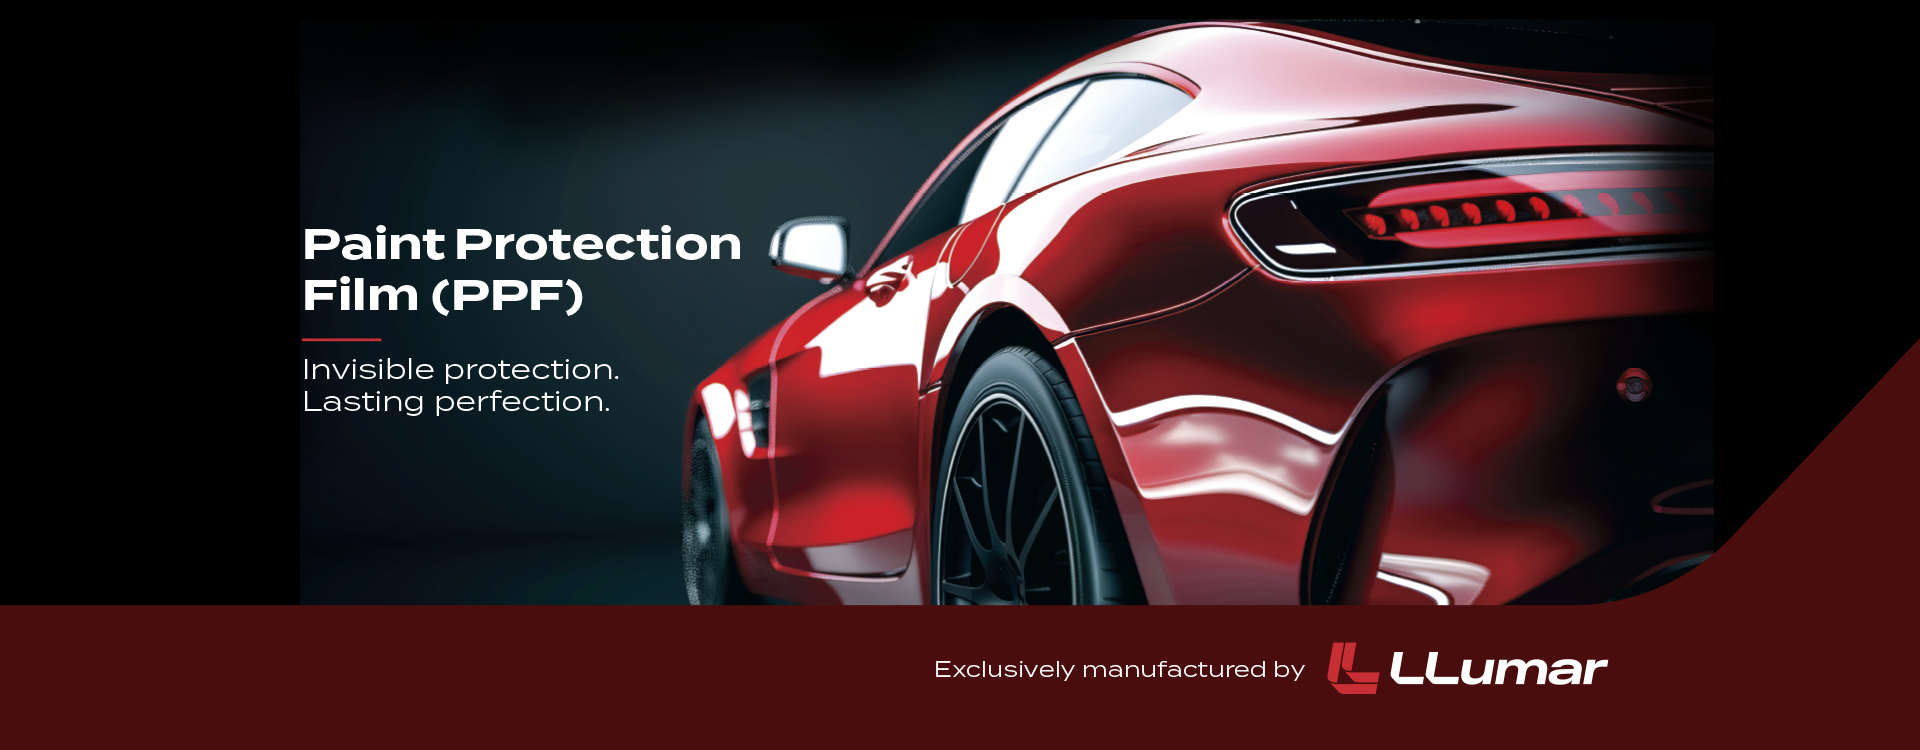 Paint Protection
Film (PPF)
Invisible protection.
Lasting perfection.
Exclusively manufactured by LLumar